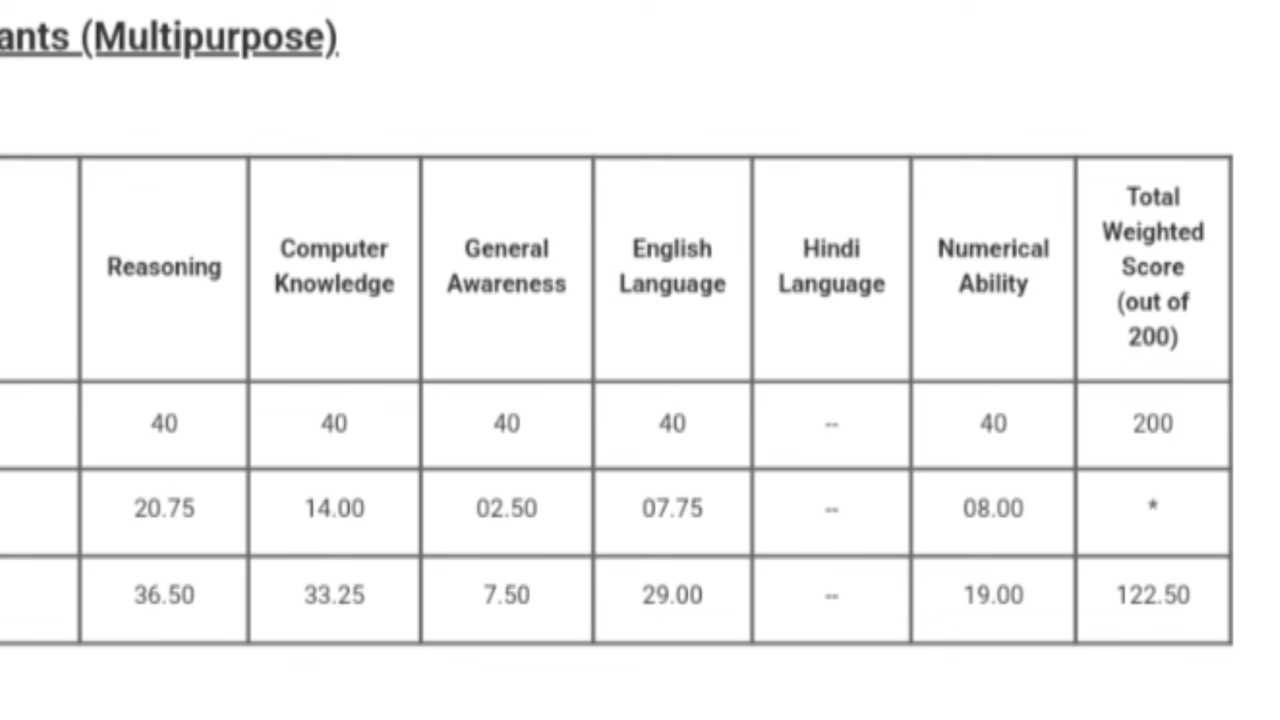 ants (Multipurpose)
Reasoning
Computer
Knowledge
General
Awareness
English
Language
Hindi
Language
Numerical
Ability
Total
Weighted
Score
(out of
200)
40 40 40 40 -- 40 200
20.75 14.00 02.50 07.75 -- 08.00 *
36.50 33.25 7.50 29.00 -- 19.00 122.50